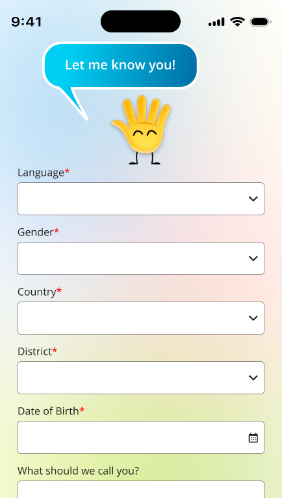 9:41
Let me know you!
Language*
Gender*
Country*
District*
Date of Birth*
What should we call you?